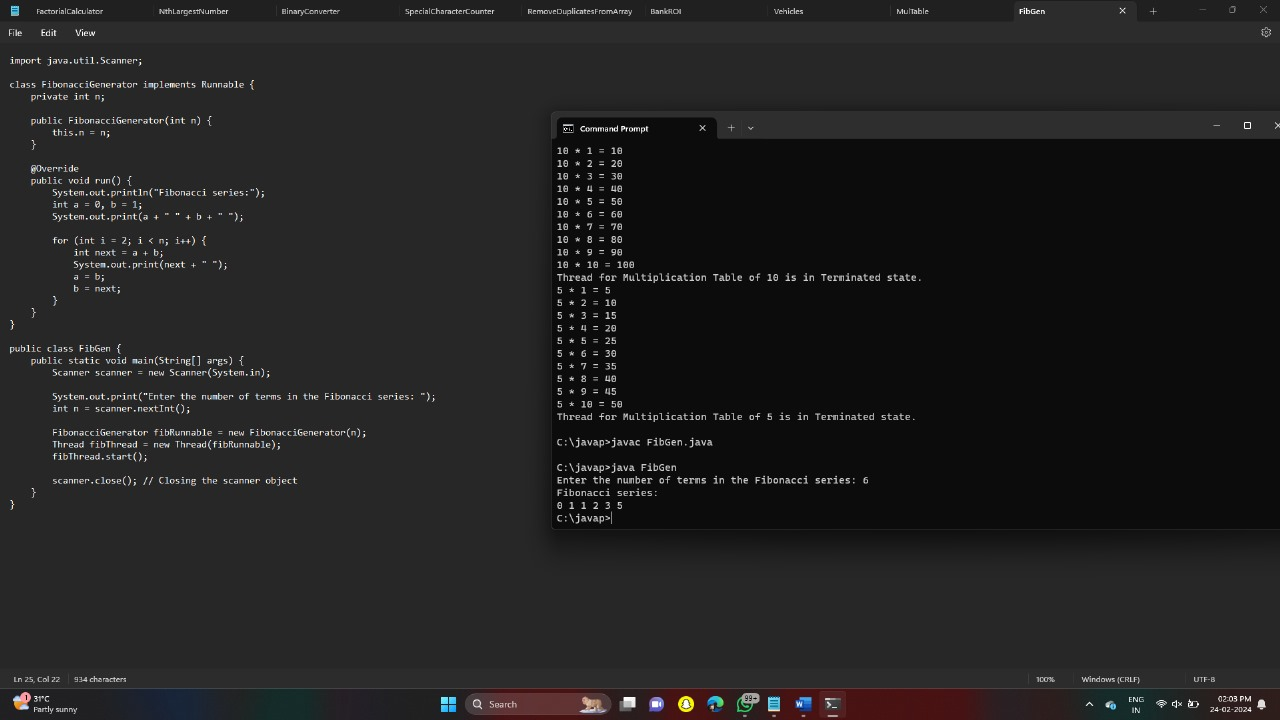 FactorialCalculator NthLargestNumber BinaryConverter SpecialCharacterCounter RemoveDuplicatesFromArray BankROI Vehicles MulTable FibGen
File Edit View
import java.util.Scanner;
class FibonacciGenerator implements Runnable {
private int n;
public FibonacciGenerator(int n) {
this.n = n;
}
@Override
public void run() {
System.out.println("Fibonacci series:");
int a = 0, b = 1;
System.out.print(a + " " + b + " ");
for (int i = 2; i < n; i++) {
int next = a + b;
System.out.print(next + " ");
a = b;
b = next;
}
}
}
public class FibGen {
public static void main(String[] args) {
Scanner scanner = new Scanner(System.in);
System.out.print("Enter the number of terms in the Fibonacci series: ");
int n = scanner.nextInt();
FibonacciGenerator fibRunnable = new FibonacciGenerator(n);
Thread fibThread = new Thread(fibRunnable);
fibThread.start();
scanner.close(); // Closing the scanner object
}
}
Command Prompt
10 * 1 = 10
10 * 2 = 20
10 * 3 = 30
10 * 4 = 40
10 * 5 = 50
10 * 6 = 60
10 * 7 = 70
10 * 8 = 80
10 * 9 = 90
10 * 10 = 100
Thread for Multiplication Table of 10 is in Terminated state.
5 * 1 = 5
5 * 2 = 10
5 * 3 = 15
5 * 4 = 20
5 * 5 = 25
5 * 6 = 30
5 * 7 = 35
5 * 8 = 40
5 * 9 = 45
5 * 10 = 50
Thread for Multiplication Table of 5 is in Terminated state.
C:\javap>javac FibGen.java
C:\javap>java FibGen
Enter the number of terms in the Fibonacci series: 6
Fibonacci series:
0 1 1 2 3 5
C:\javap>
Ln 25, Col 22 934 characters 100% Windows (CRLF) UTF-8
1 31°C
Partly sunny
Search
99+
ENG
IN
02:03 PM
24-02-2024